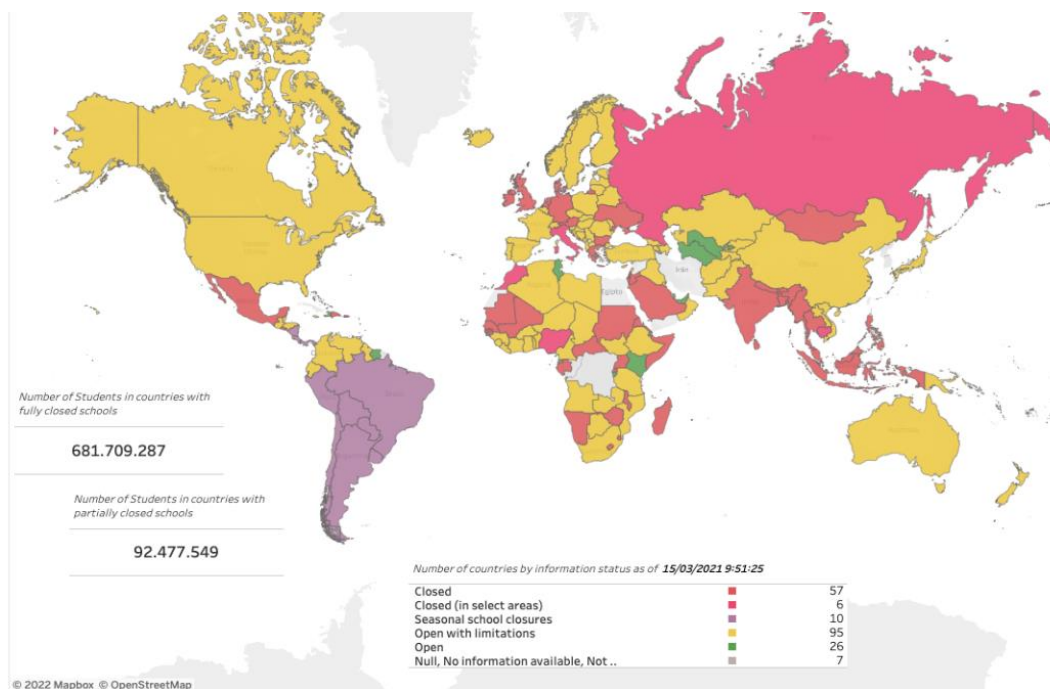 Iran
Egipto
Number of Students in countries with
fully closed schools
681.709.287
Number of Students in countries with
partially closed schools
92.477.549
Number of countries by information status as of 15/03/2021 9:51:25
Closed 57
Closed (in select areas) 6
Seasonal school closures 10
Open with limitations 95
Open 26
Null, No information available, Not .. 7
© 2022 Mapbox © OpenStreetMap